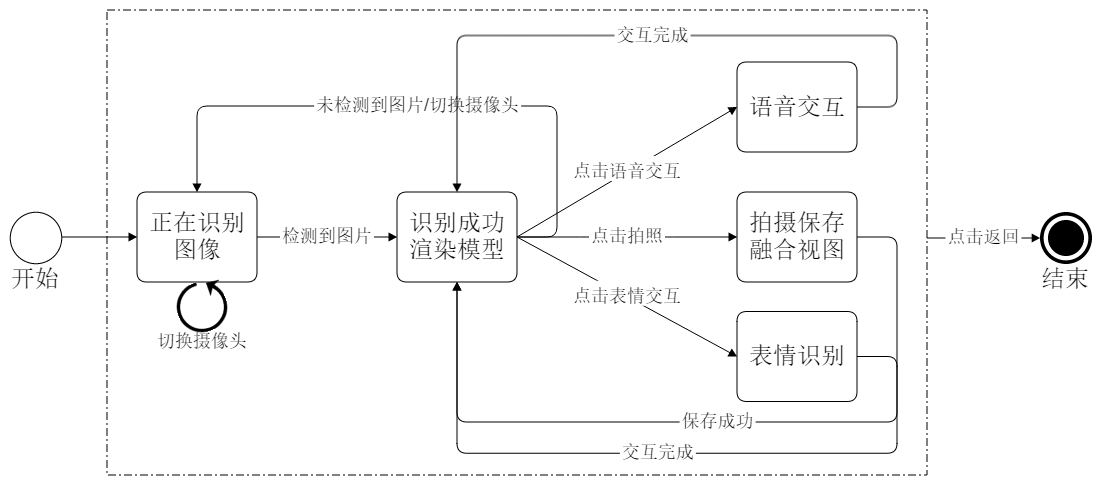 交互完成
语音交互
未检测到图片/切换摄像头
点击语音交互
开始
正在识别
图像
检测到图片
识别成功
渲染模型
点击拍照
拍摄保存
融合视图
点击返回
结束
切换摄像头
点击表情交互
表情识别
保存成功
交互完成